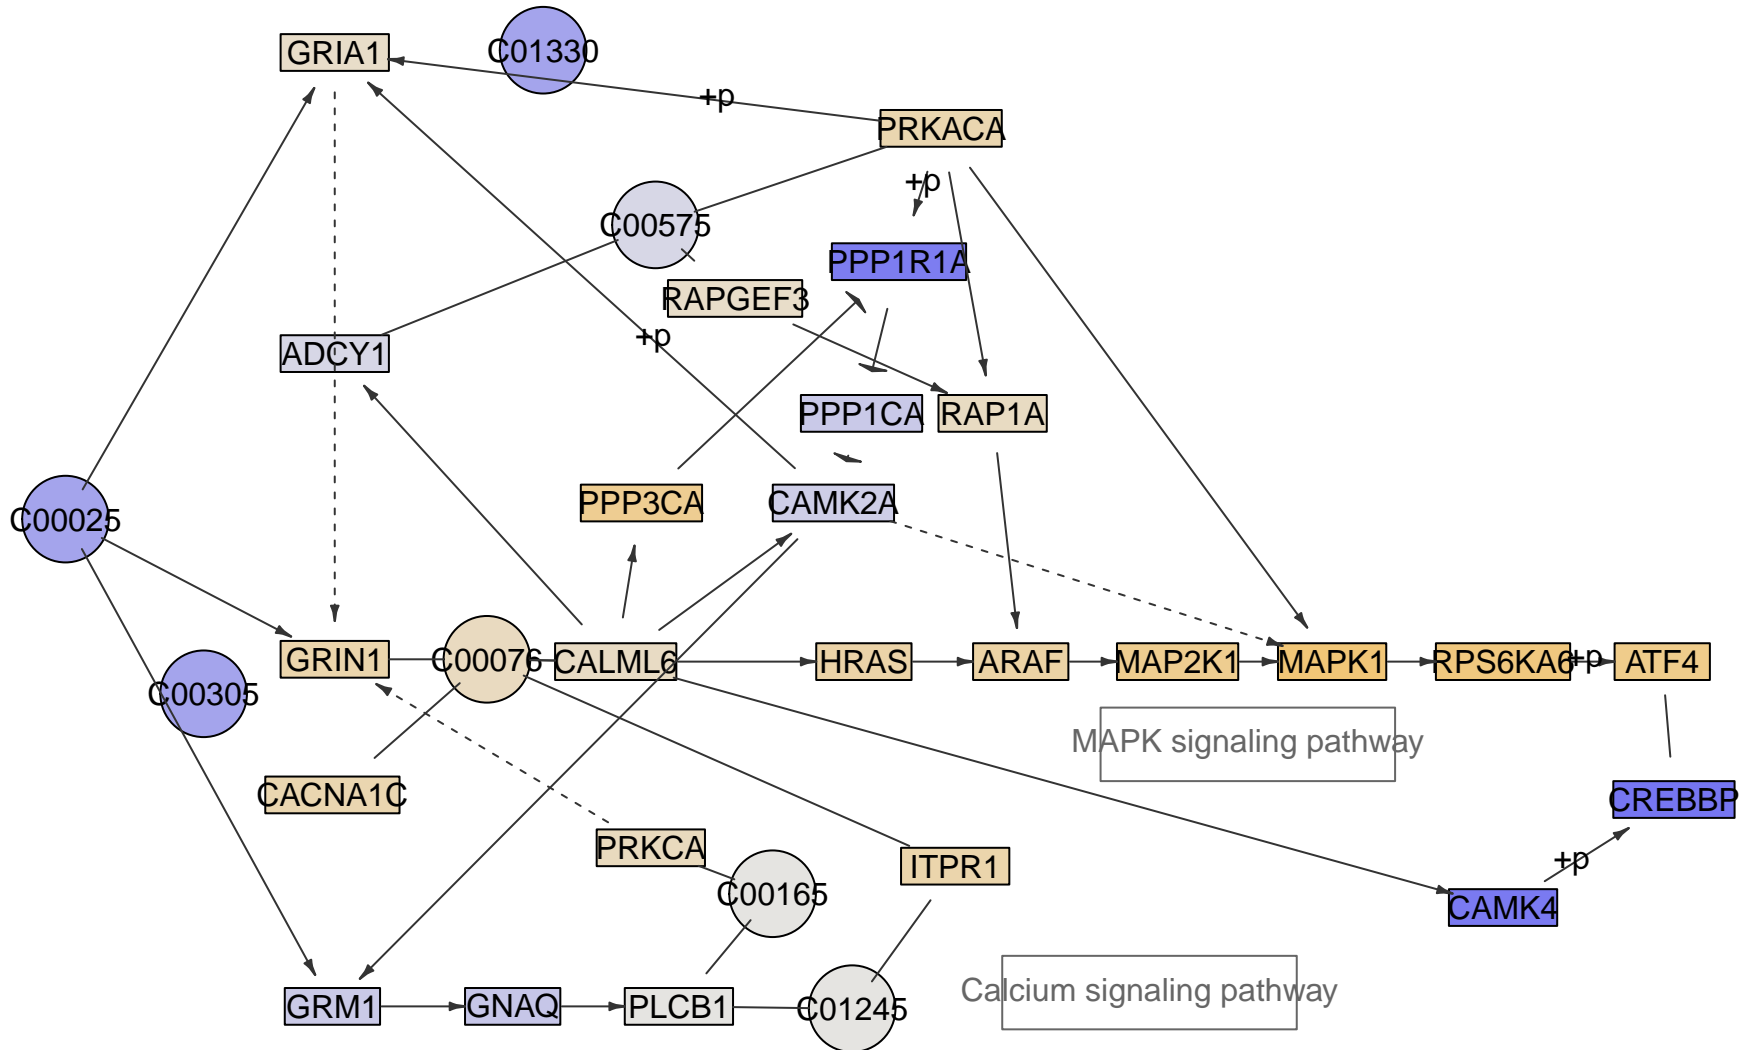 GRIA1
C01330
+p
PRKACA
+p
C00575
PPP1R1A
RAPGEF3
+p
ADCY1
PPP1CA
RAP1A
PPP3CA
CAMK2A
C00025
GRIN1
C00076
CALML6
HRAS
ARAF
MAP2K1
MAPK1
RPS6KA6
+p
ATF4
C00305
MAPK signaling pathway
CACNA1C
CREBBP
PRKCA
ITPR1
+p
C00165
CAMK4
Calcium signaling pathway
GRM1
GNAQ
PLCB1
C01245